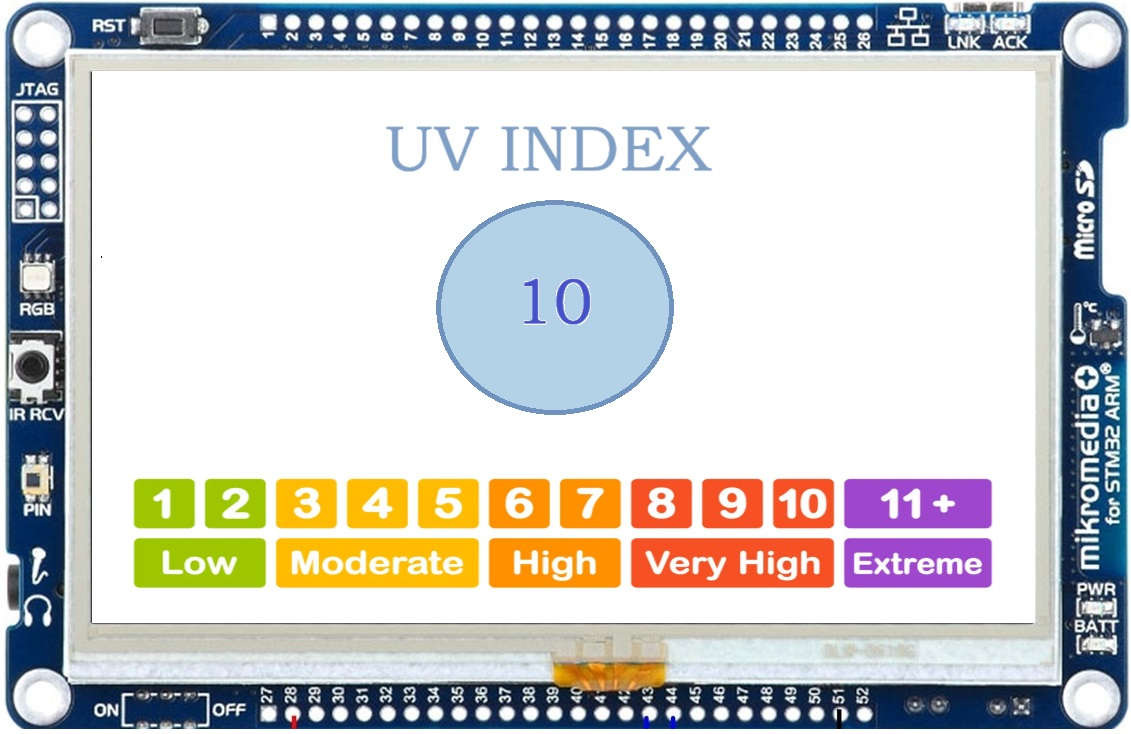 RST
1 2 3 4 5 6 7 8 9 10 11 12 13 14 15 16 17 18 19 20 21 22 23 24 25 26
LNK ACK
JTAG
UV INDEX
micro SD
10
RGB
°C
IR RCV
mikromedia
for STM32 ARM®
1 2 3 4 5 6 7 8 9 10 11+
PIN
Low Moderate High Very High Extreme
PWR
BATT
27 28 29 30 31 32 33 34 35 36 37 38 39 40 41 42 43 44 45 46 47 48 49 50 51 52
ON OFF